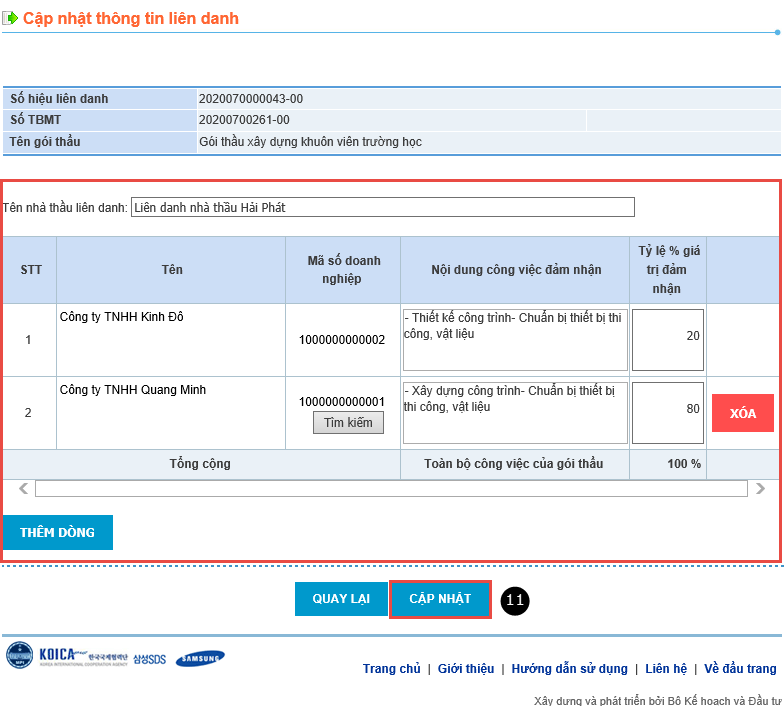 Cập nhật thông tin liên danh
Số hiệu liên danh 2020070000043-00
Số TBMT 20200700261-00
Tên gói thầu Gói thầu xây dựng khuôn viên trường học
Tên nhà thầu liên danh: Liên danh nhà thầu Hải Phát
STT Tên Mã số doanh nghiệp Nội dung công việc đảm nhận Tỷ lệ % giá trị đảm nhận
1 Công ty TNHH Kinh Đô 1000000000002 - Thiết kế công trình- Chuẩn bị thiết bị thi công, vật liệu 20
2 Công ty TNHH Quang Minh 1000000000001 Tìm kiếm - Xây dựng công trình- Chuẩn bị thiết bị thi công, vật liệu 80 XÓA
Tổng cộng Toàn bộ công việc của gói thầu 100 %
THÊM DÒNG
QUAY LẠI CẬP NHẬT 11
MPI KOICA 한국국제협력단 삼성SDS SAMSUNG
KOREA INTERNATIONAL COOPERATION AGENCY
Trang chủ | Giới thiệu | Hướng dẫn sử dụng | Liên hệ | Về đầu trang
Xây dựng và phát triển bởi Bộ Kế hoạch và Đầu tư